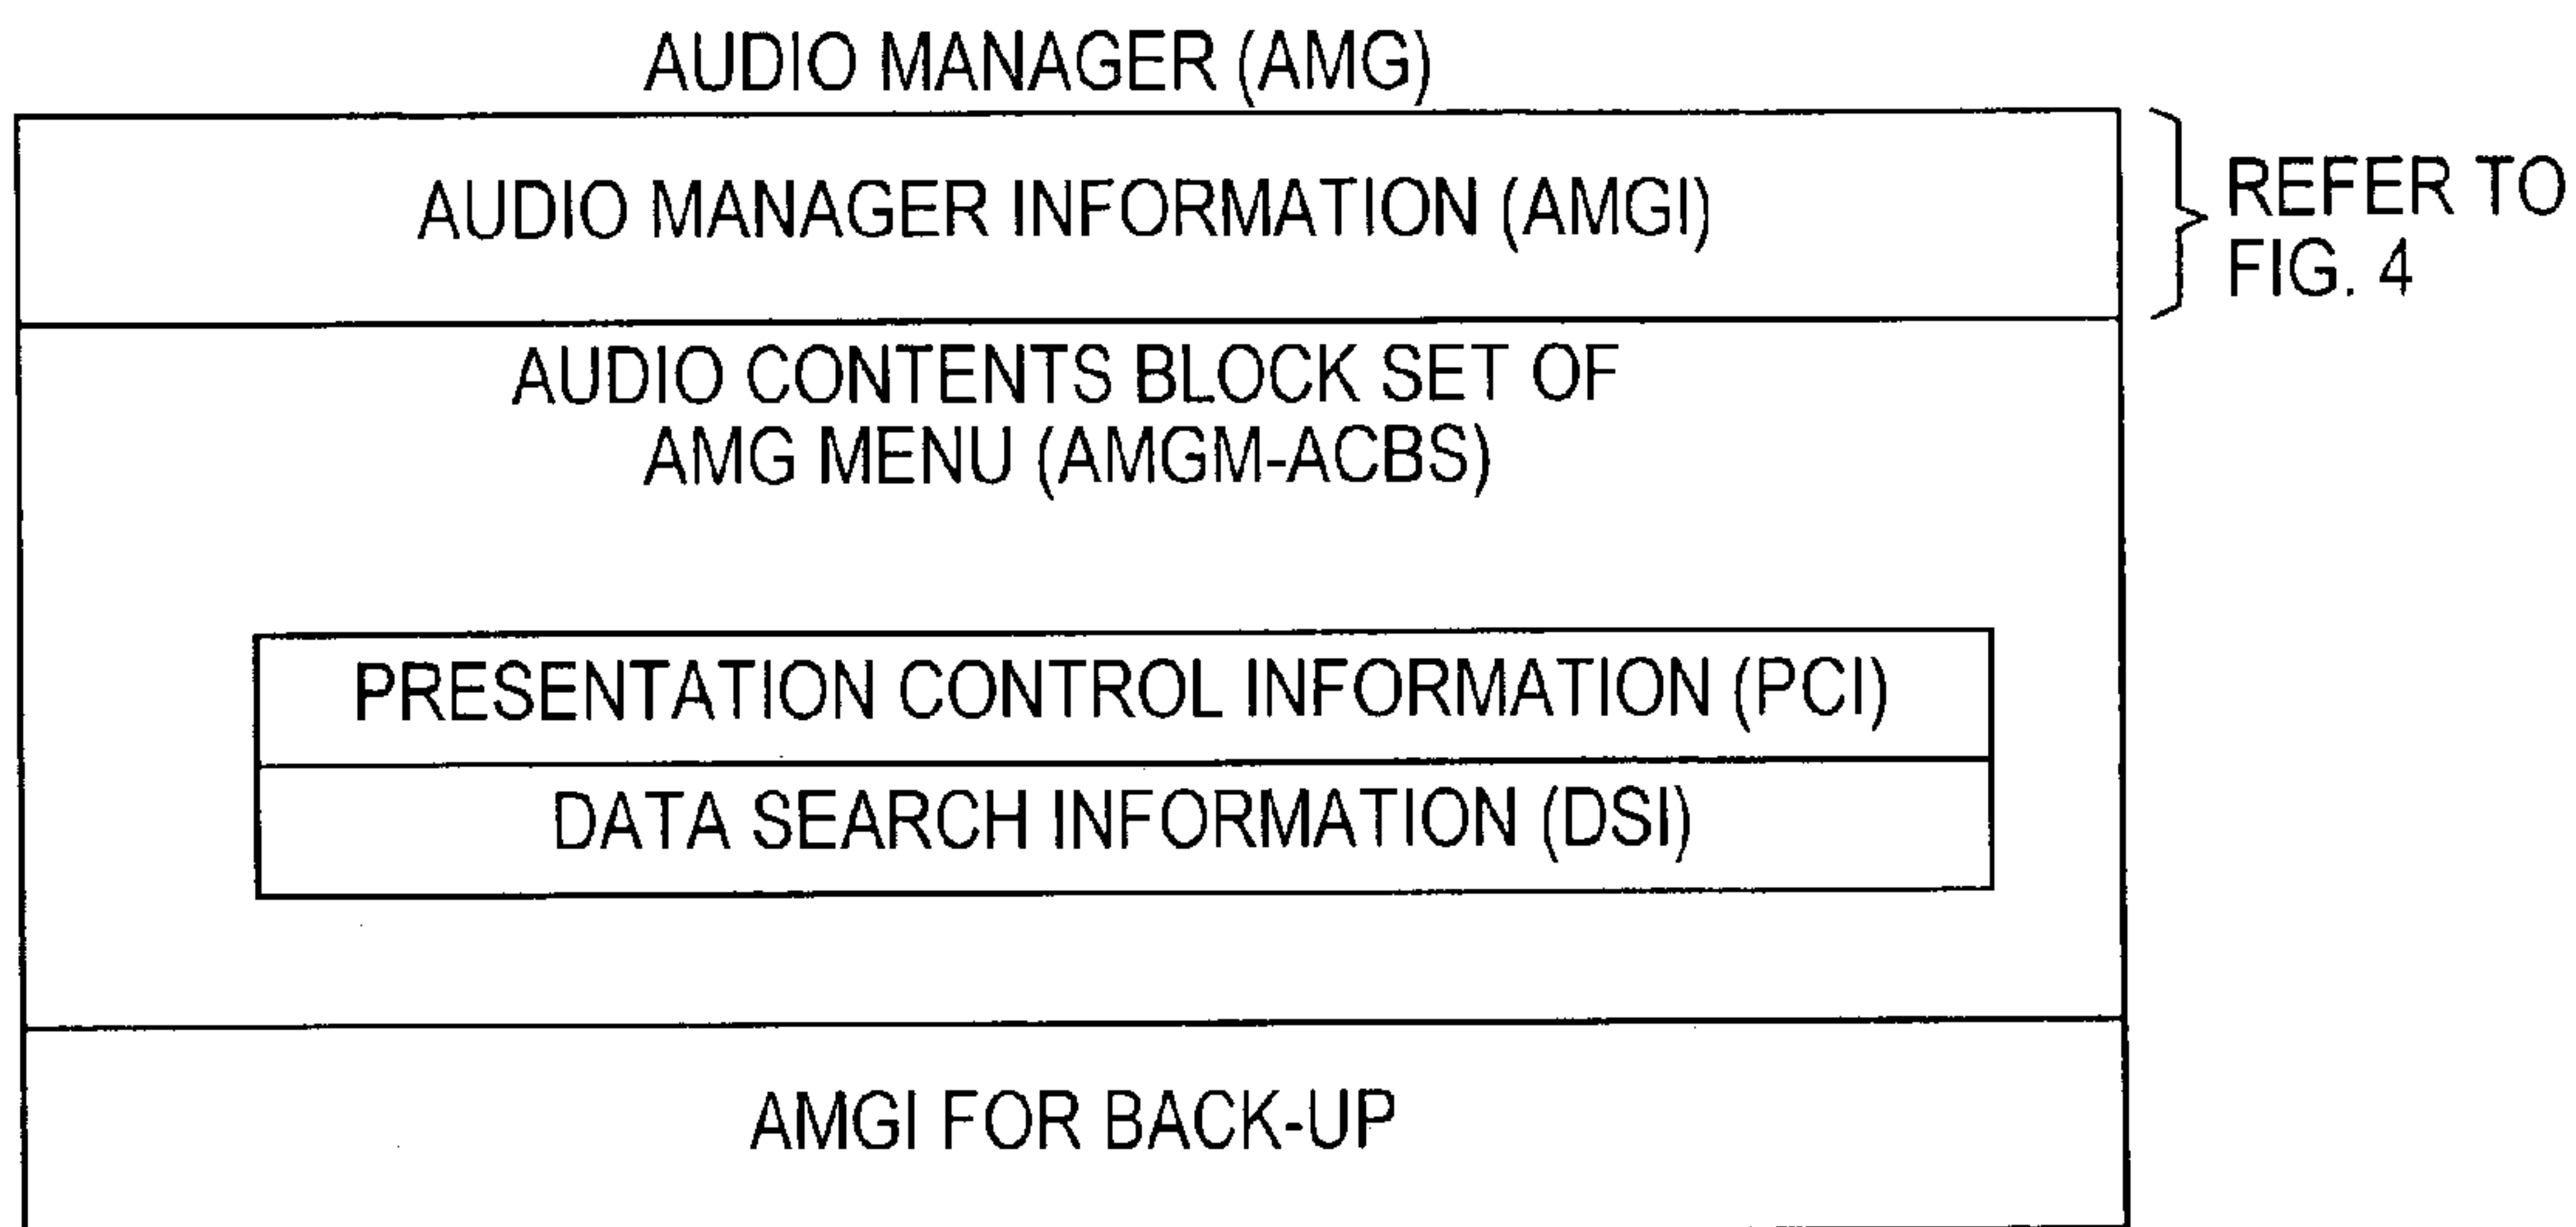 AUDIO MANAGER (AMG)
AUDIO MANAGER INFORMATION (AMGI)
REFER TO
FIG. 4
AUDIO CONTENTS BLOCK SET OF
AMG MENU (AMGM-ACBS)
PRESENTATION CONTROL INFORMATION (PCI)
DATA SEARCH INFORMATION (DSI)
AMGI FOR BACK-UP